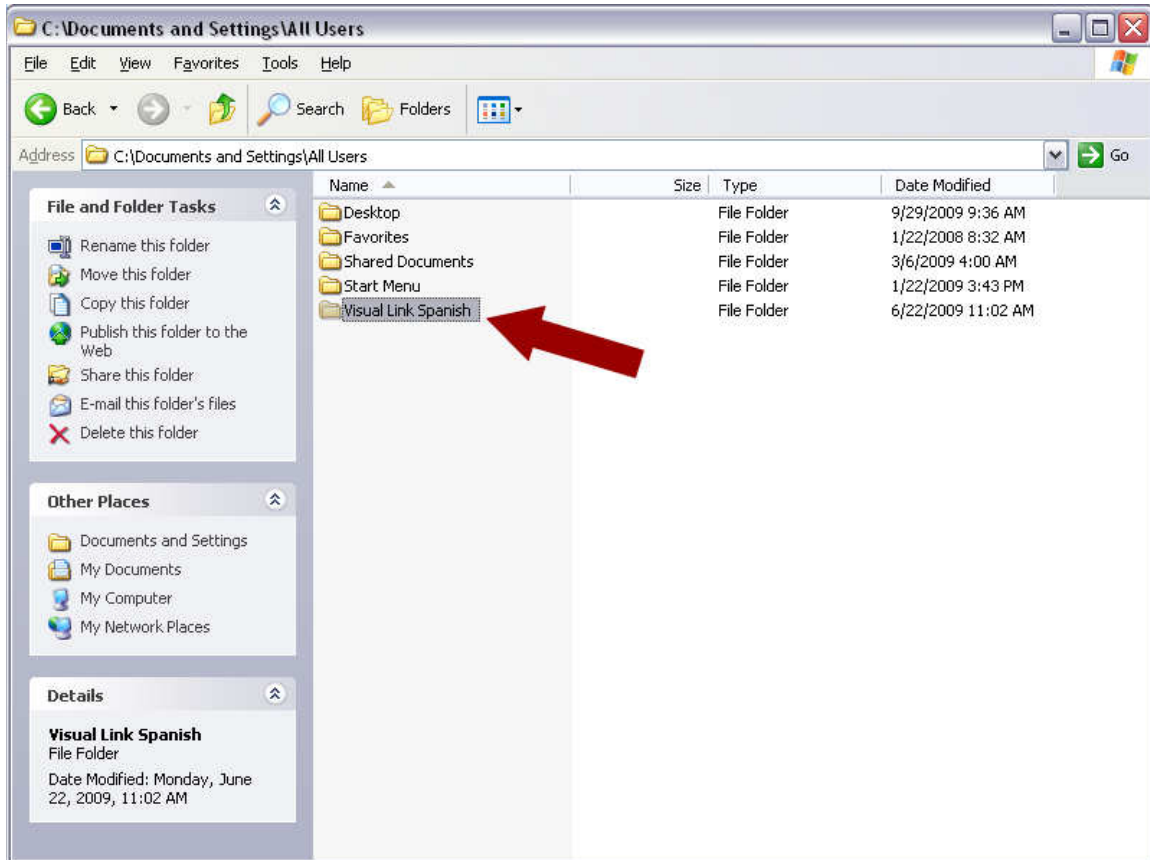 C:\Documents and Settings\All Users
File Edit View Favorites Tools Help
Back Search Folders
Address C:\Documents and Settings\All Users Go
Name Size Type Date Modified
File and Folder Tasks
Rename this folder
Move this folder
Copy this folder
Publish this folder to the
Web
Share this folder
E-mail this folder's files
Delete this folder
Desktop File Folder 9/29/2009 9:36 AM
Favorites File Folder 1/22/2008 8:32 AM
Shared Documents File Folder 3/6/2009 4:00 AM
Start Menu File Folder 1/22/2009 3:43 PM
Visual Link Spanish File Folder 6/22/2009 11:02 AM
Other Places
Documents and Settings
My Documents
My Computer
My Network Places
Details
Visual Link Spanish
File Folder
Date Modified: Monday, June
22, 2009, 11:02 AM